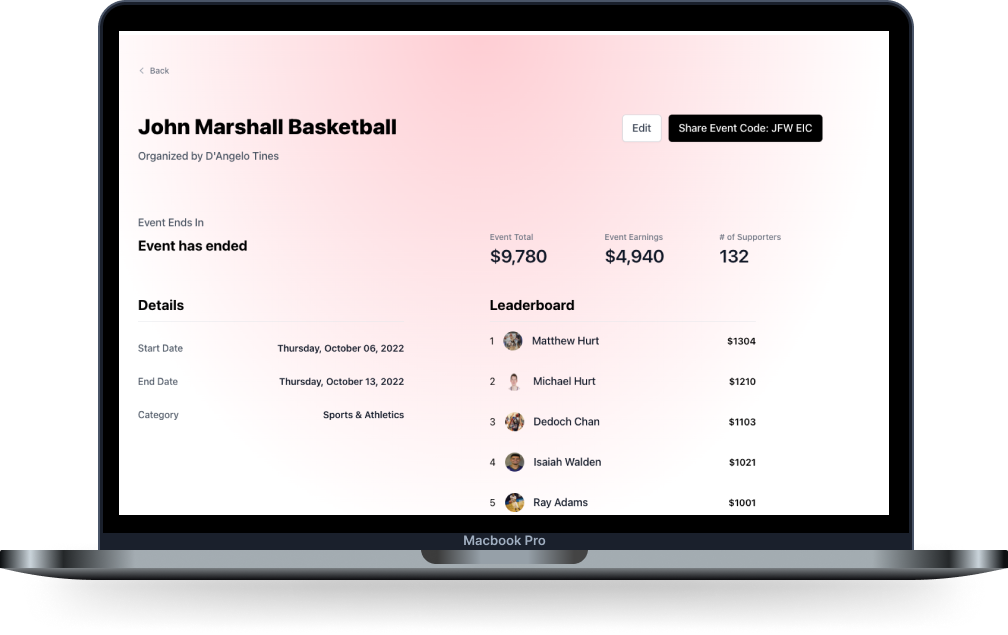 Back
John Marshall Basketball
Edit
Share Event Code: JFW EIC
Organized by D'Angelo Tines
Event Ends In
Event has ended
Event Total
Event Earnings
# of Supporters
$9,780
$4,940
132
Details
Start Date
Thursday, October 06, 2022
End Date
Thursday, October 13, 2022
Category
Sports & Athletics
Leaderboard
1 Matthew Hurt $1304
2 Michael Hurt $1210
3 Dedoch Chan $1103
4 Isaiah Walden $1021
5 Ray Adams $1001
Macbook Pro